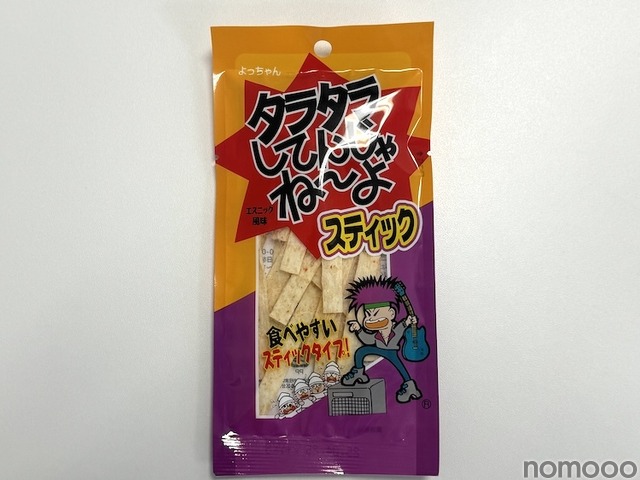 よっちゃん
タラタラ
してんじゃ
ね～よ
エスニック
風味
スティック
食べやすい
スティックタイプ!
nomooo